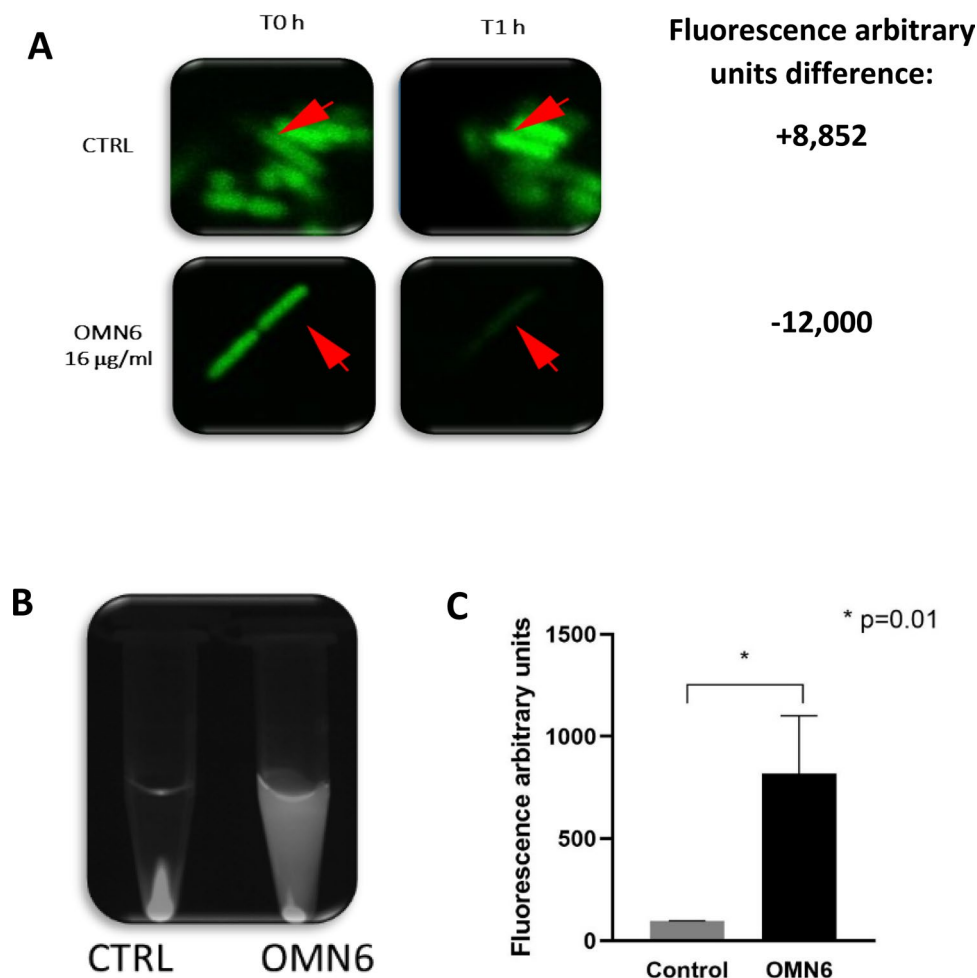 A
T0 h
T1 h
Fluorescence arbitrary
units difference:
CTRL
+8,852
OMN6
16 µg/ml
-12,000
B
CTRL
OMN6
C
* p=0.01
*
Fluorescence arbitrary units
1500
1000
500
0
Control
OMN6